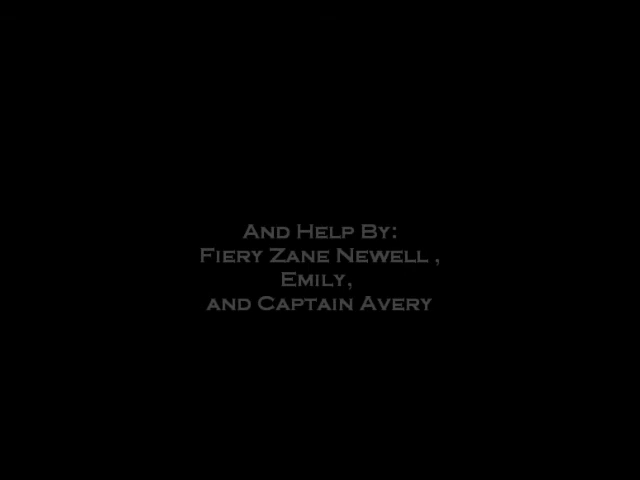 And Help By:
Fiery Zane Newell ,
Emily,
and Captain Avery